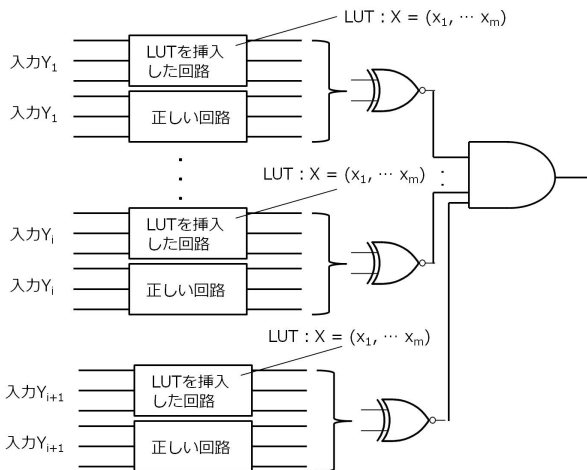 LUT : X = (x₁, … xₘ)
入力Y₁
LUTを挿入
した回路
入力Y₁
正しい回路
LUT : X = (x₁, … xₘ)
入力Yᵢ
LUTを挿入
した回路
入力Yᵢ
正しい回路
LUT : X = (x₁, … xₘ)
入力Yᵢ₊₁
LUTを挿入
した回路
入力Yᵢ₊₁
正しい回路